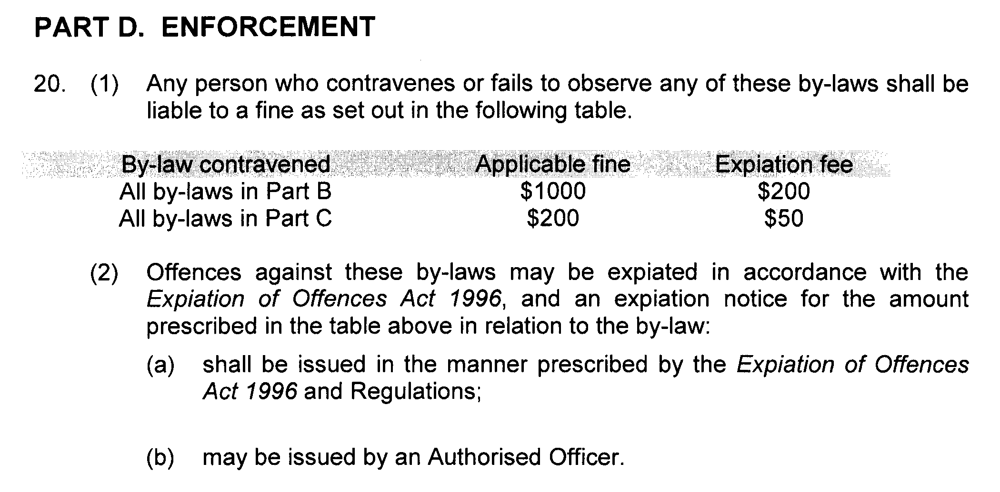 PART D. ENFORCEMENT
20. (1) Any person who contravenes or fails to observe any of these by-laws shall be
liable to a fine as set out in the following table.
By-law contravened Applicable fine Expiation fee
All by-laws in Part B $1000 $200
All by-laws in Part C $200 $50
(2) Offences against these by-laws may be expiated in accordance with the
Expiation of Offences Act 1996, and an expiation notice for the amount
prescribed in the table above in relation to the by-law:
(a) shall be issued in the manner prescribed by the Expiation of Offences
Act 1996 and Regulations;
(b) may be issued by an Authorised Officer.